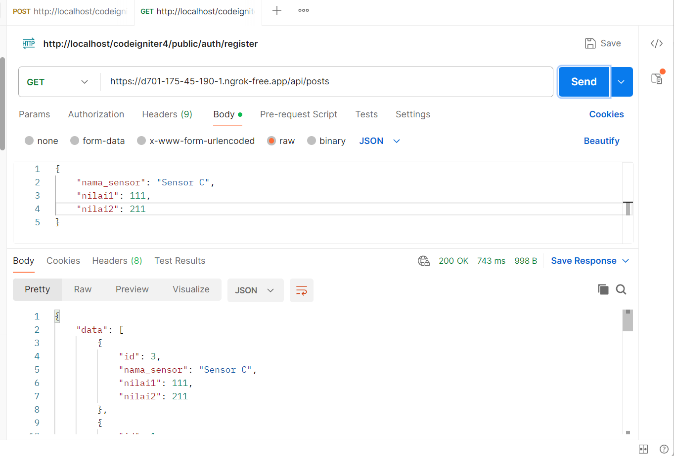 POST http://localhost/codeign GET http://localhost/codeignit
HTTP http://localhost/codeigniter4/public/auth/register Save
GET https://d701-175-45-190-1.ngrok-free.app/api/posts Send
Params Authorization Headers (9) Body Pre-request Script Tests Settings Cookies
none form-data x-www-form-urlencoded raw binary JSON Beautify
1 {
2 "nama_sensor": "Sensor C",
3 "nilai1": 111,
4 "nilai2": 211
5 }
Body Cookies Headers (8) Test Results 200 OK 743 ms 998 B Save Response
Pretty Raw Preview Visualize JSON
1 {
2 "data": [
3 {
4 "id": 3,
5 "nama_sensor": "Sensor C",
6 "nilai1": 111,
7 "nilai2": 211
8 },
9 {